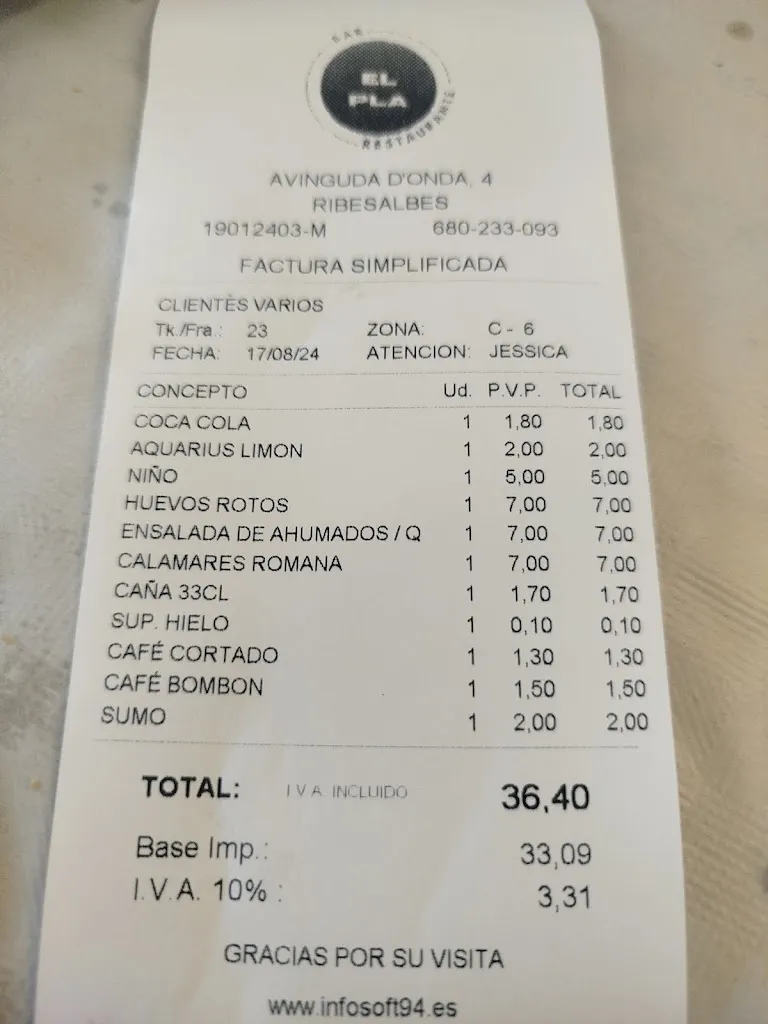 BAR
EL
PLA
RESTAURANTE
AVINGUDA D'ONDA, 4
RIBESALBES
19012403-M 680-233-093
FACTURA SIMPLIFICADA
CLIENTES VARIOS
Tk./Fra.: 23 ZONA: C - 6
FECHA: 17/08/24 ATENCION: JESSICA
CONCEPTO Ud. P.V.P. TOTAL
COCA COLA 1 1,80 1,80
AQUARIUS LIMON 1 2,00 2,00
NIÑO 1 5,00 5,00
HUEVOS ROTOS 1 7,00 7,00
ENSALADA DE AHUMADOS / Q 1 7,00 7,00
CALAMARES ROMANA 1 7,00 7,00
CAÑA 33CL 1 1,70 1,70
SUP. HIELO 1 0,10 0,10
CAFÉ CORTADO 1 1,30 1,30
CAFÉ BOMBON 1 1,50 1,50
SUMO 1 2,00 2,00
TOTAL: I.V.A. INCLUIDO 36,40
Base Imp.: 33,09
I.V.A. 10% : 3,31
GRACIAS POR SU VISITA
www.infosoft94.es